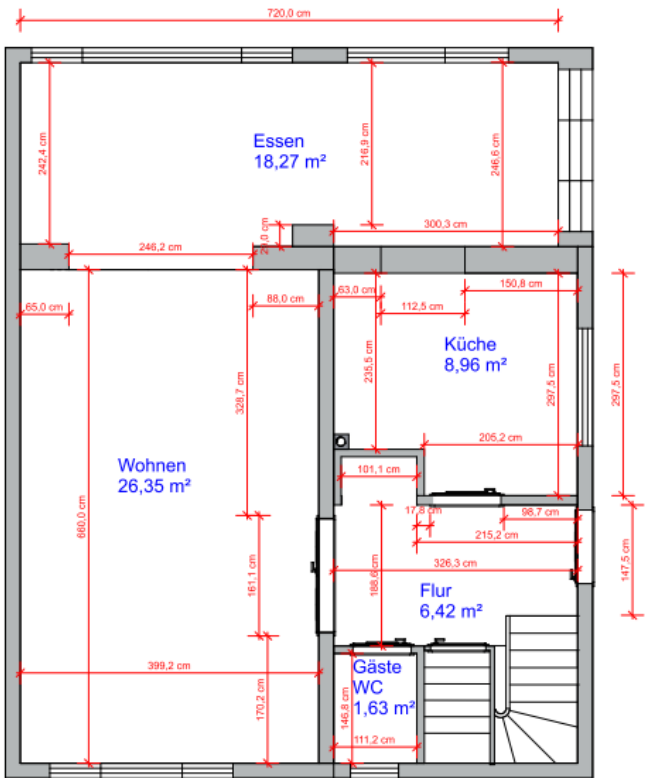 720,0 cm
Essen
18,27 m²
242,4 cm
216,9 cm
246,6 cm
29,0 cm
300,3 cm
246,2 cm
65,0 cm
88,0 cm
63,0 cm
150,8 cm
112,5 cm
328,7 cm
235,5 cm
Küche
8,96 m²
297,5 cm
297,5 cm
205,2 cm
Wohnen
26,35 m²
101,1 cm
660,0 cm
17,8 cm
98,7 cm
215,2 cm
161,1 cm
188,6 cm
326,3 cm
147,5 cm
Flur
6,42 m²
399,2 cm
170,2 cm
Gäste
WC
1,63 m²
146,8 cm
111,2 cm